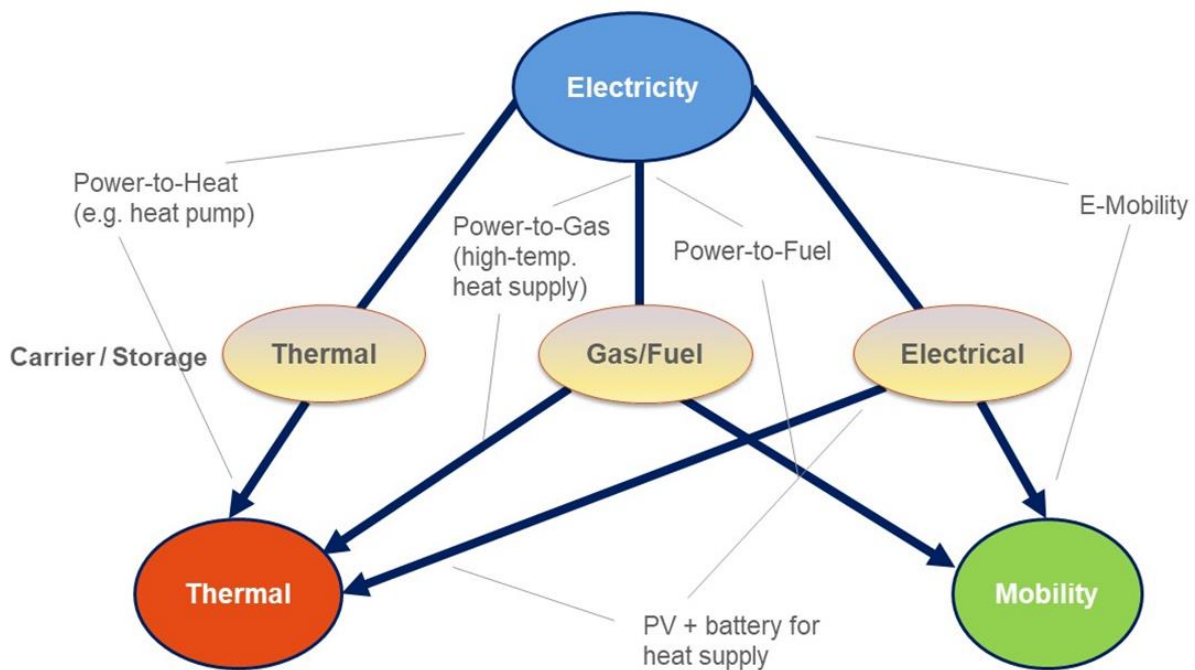 Electricity
Power-to-Heat
(e.g. heat pump)
Power-to-Gas
(high-temp.
heat supply)
Power-to-Fuel
E-Mobility
Carrier / Storage
Thermal
Gas/Fuel
Electrical
Thermal
Mobility
PV + battery for
heat supply